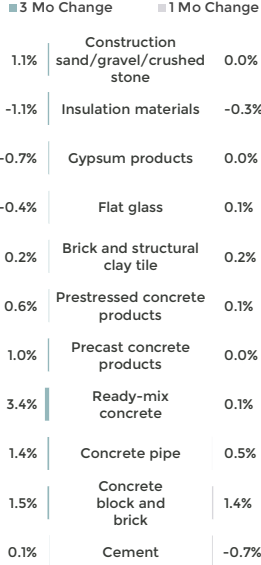 3 Mo Change 1 Mo Change
Construction
1.1% sand/gravel/crushed 0.0%
stone
-1.1% Insulation materials -0.3%
-0.7% Gypsum products 0.0%
-0.4% Flat glass 0.1%
Brick and structural
0.2% 0.2%
clay tile
Prestressed concrete
0.6% 0.1%
products
Precast concrete
1.0% 0.0%
products
Ready-mix
3.4% 0.1%
concrete
1.4% Concrete pipe 0.5%
Concrete
1.5% block and 1.4%
brick
0.1% Cement -0.7%